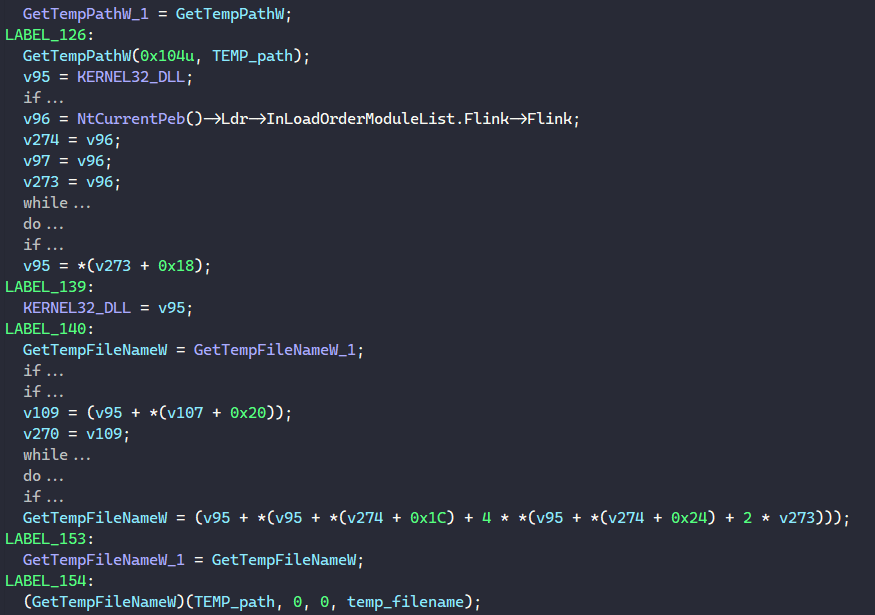 GetTempPathW_1 = GetTempPathW;
LABEL_126:
GetTempPathW(0x104u, TEMP_path);
v95 = KERNEL32_DLL;
if ...
v96 = NtCurrentPeb()->Ldr->InLoadOrderModuleList.Flink->Flink;
v274 = v96;
v97 = v96;
v273 = v96;
while ...
do ...
if ...
v95 = *(v273 + 0x18);
LABEL_139:
KERNEL32_DLL = v95;
LABEL_140:
GetTempFileNameW = GetTempFileNameW_1;
if ...
if ...
v109 = (v95 + *(v107 + 0x20));
v270 = v109;
while ...
do ...
if ...
GetTempFileNameW = (v95 + *(v95 + *(v274 + 0x1C) + 4 * *(v95 + *(v274 + 0x24) + 2 * v273)));
LABEL_153:
GetTempFileNameW_1 = GetTempFileNameW;
LABEL_154:
(GetTempFileNameW)(TEMP_path, 0, 0, temp_filename);